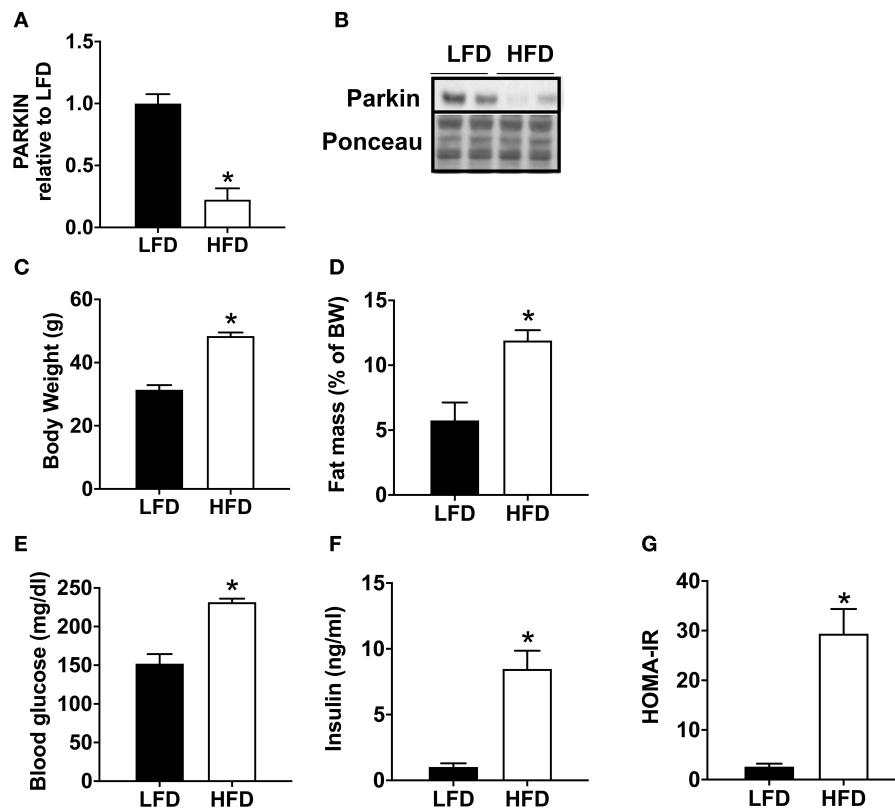 A
PARKIN
relative to LFD
1.5
1.0
0.5
0.0
*
LFD HFD
B
LFD HFD
Parkin
Ponceau
C
Body Weight (g)
60
40
20
0
*
LFD HFD
D
Fat mass (% of BW)
15
10
5
0
*
LFD HFD
E
Blood glucose (mg/dl)
250
200
150
100
50
0
*
LFD HFD
F
Insulin (ng/ml)
15
10
5
0
*
LFD HFD
G
HOMA-IR
40
30
20
10
0
*
LFD HFD